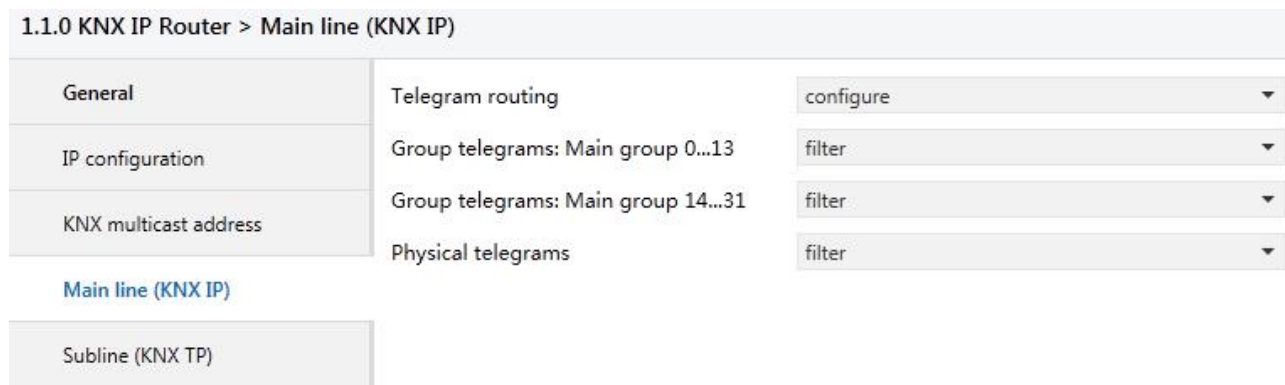 1.1.0 KNX IP Router > Main line (KNX IP)
General
IP configuration
KNX multicast address
Main line (KNX IP)
Subline (KNX TP)
Telegram routing configure
Group telegrams: Main group 0...13 filter
Group telegrams: Main group 14...31 filter
Physical telegrams filter